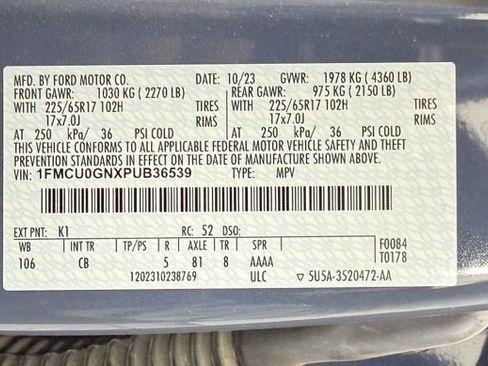 MFD. BY FORD MOTOR CO. 10/23 GVWR: 1978 KG ( 4360 LB)
FRONT GAWR: 1030 KG ( 2270 LB) REAR GAWR: 975 KG ( 2150 LB)
WITH 225/65R17 102H TIRES WITH 225/65R17 102H TIRES
17x7.0J RIMS 17x7.0J RIMS
AT 250 kPa/ 36 PSI COLD AT 250 kPa/ 36 PSI COLD
THIS VEHICLE CONFORMS TO ALL APPLICABLE FEDERAL MOTOR VEHICLE SAFETY, BUMPER, AND
THEFT PREVENTION STANDARDS IN EFFECT ON THE DATE OF MANUFACTURE SHOWN ABOVE.
VIN: 1FMCU0GNXPUB36539 TYPE: MPV
EXT PNT: K1 RC: 52 DSO:
WB INT TR TP/PS R AXLE TR SPR F0084
106 CB 5 81 8 AAAA T0178
1202310238769 ULC ▽ 5U5A-3520472-AA